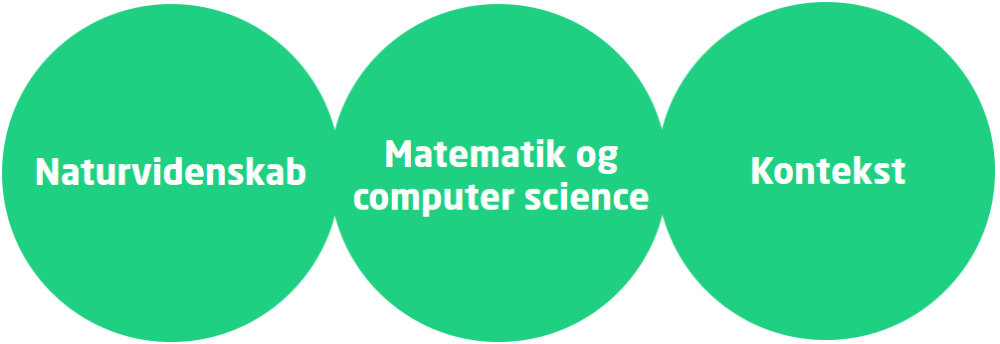 Naturvidenskab
Matematik og
computer science
Kontekst